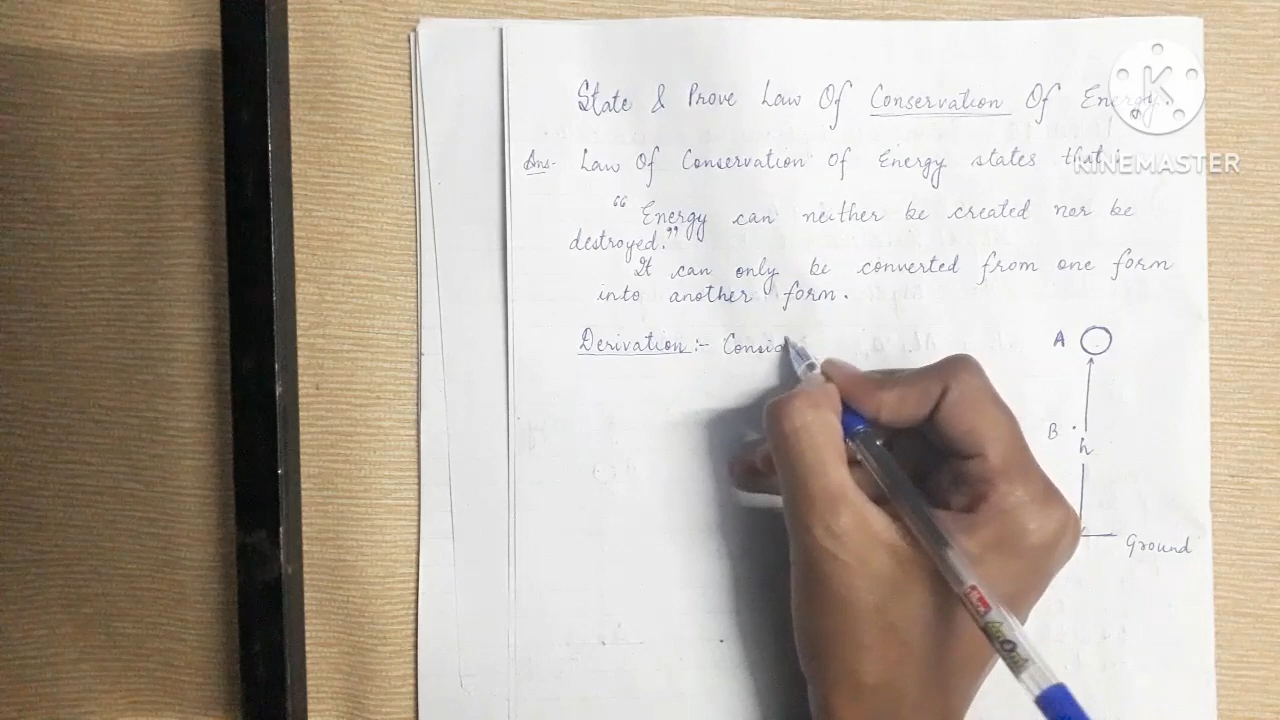 State & Prove Law Of Conservation Of Energy.
KINEMASTER
Ans- Law Of Conservation Of Energy states that :
"Energy can neither be created nor be
destroyed."
It can only be converted from one form
into another form.
Derivation:- Consid
A
B
h
Ground